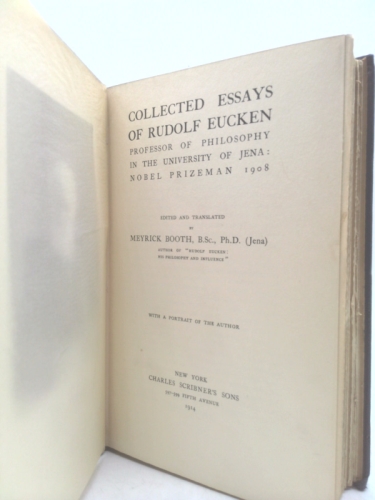 COLLECTED ESSAYS
OF RUDOLF EUCKEN
PROFESSOR OF PHILOSOPHY
IN THE UNIVERSITY OF JENA:
NOBEL PRIZEMAN 1908
EDITED AND TRANSLATED
BY
MEYRICK BOOTH, B.Sc., Ph.D. (Jena)
AUTHOR OF "RUDOLF EUCKEN:
HIS PHILOSOPHY AND INFLUENCE"
WITH A PORTRAIT OF THE AUTHOR
NEW YORK
CHARLES SCRIBNER'S SONS
FIFTH AVENUE
1914